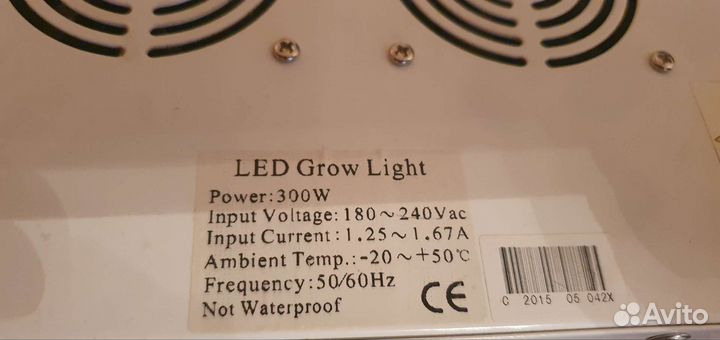 LED Grow Light
Power:300W
Input Voltage: 180~240Vac
Input Current: 1.25~1.67A
Ambient Temp.: -20~+50℃
Frequency: 50/60Hz
Not Waterproof
CE
C 2015 05 042X
Avito